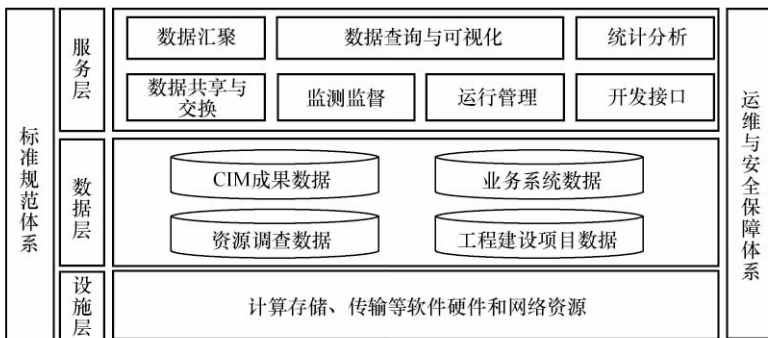 标准规范体系
服务层
数据汇聚
数据查询与可视化
统计分析
数据共享与
交换
监测监督
运行管理
开发接口
数据层
CIM成果数据
业务系统数据
资源调查数据
工程建设项目数据
设施层
计算存储、传输等软件硬件和网络资源
运维与安全保障体系